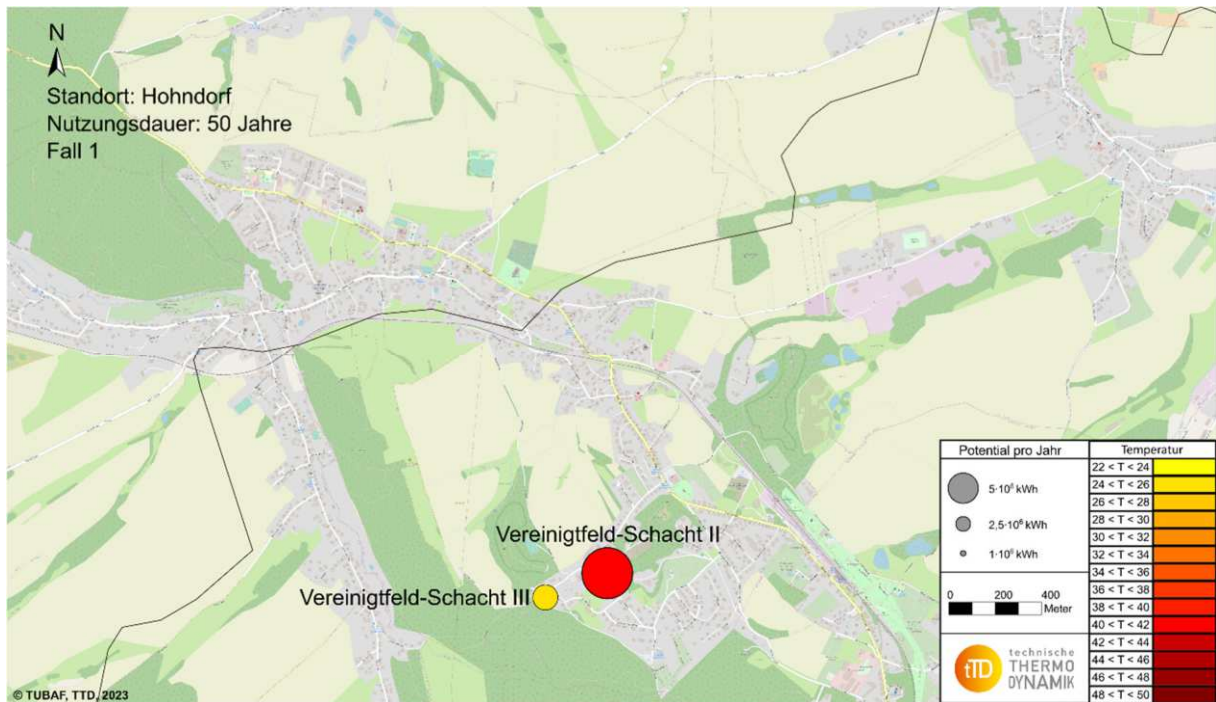 N
Standort: Hohndorf
Nutzungsdauer: 50 Jahre
Fall 1
Vereinigtfeld-Schacht II
Vereinigtfeld-Schacht III
Potential pro Jahr
5·10⁶ kWh
2,5·10⁶ kWh
1·10⁶ kWh
0 200 400
Meter
tTD
technische
THERMO
DYNAMIK
Temperatur
22 < T < 24
24 < T < 26
26 < T < 28
28 < T < 30
30 < T < 32
32 < T < 34
34 < T < 36
36 < T < 38
38 < T < 40
40 < T < 42
42 < T < 44
44 < T < 46
46 < T < 48
48 < T < 50
© TUBAF, TTD, 2023